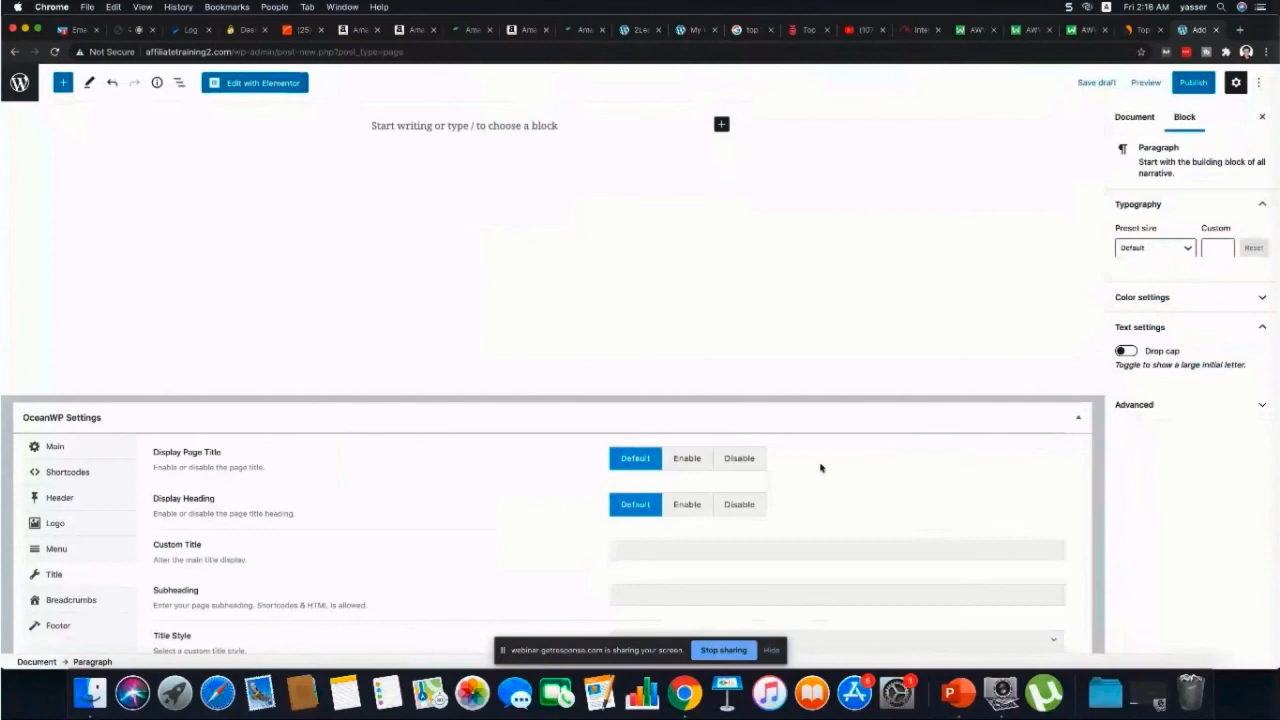 Chrome File Edit View History Bookmarks People Tab Window Help
Fri 2:16 AM yasser
Not Secure affiliatetraining2.com/wp-admin/post-new.php?post_type=page
Edit with Elementor
Save draft Preview Publish
Start writing or type / to choose a block
Document Block
Paragraph
Start with the building block of all
narrative.
Typography
Preset size Custom
Default Reset
Color settings
Text settings
Drop cap
Toggle to show a large initial letter.
Advanced
OceanWP Settings
Main
Shortcodes
Header
Logo
Menu
Title
Breadcrumbs
Footer
Display Page Title
Enable or disable the page title.
Default Enable Disable
Display Heading
Enable or disable the page title heading.
Default Enable Disable
Custom Title
Alter the main title display.
Subheading
Enter your page subheading. Shortcodes & HTML is allowed.
Title Style
Select a custom title style.
webinar.getresponse.com is sharing your screen. Stop sharing Hide
Document → Paragraph